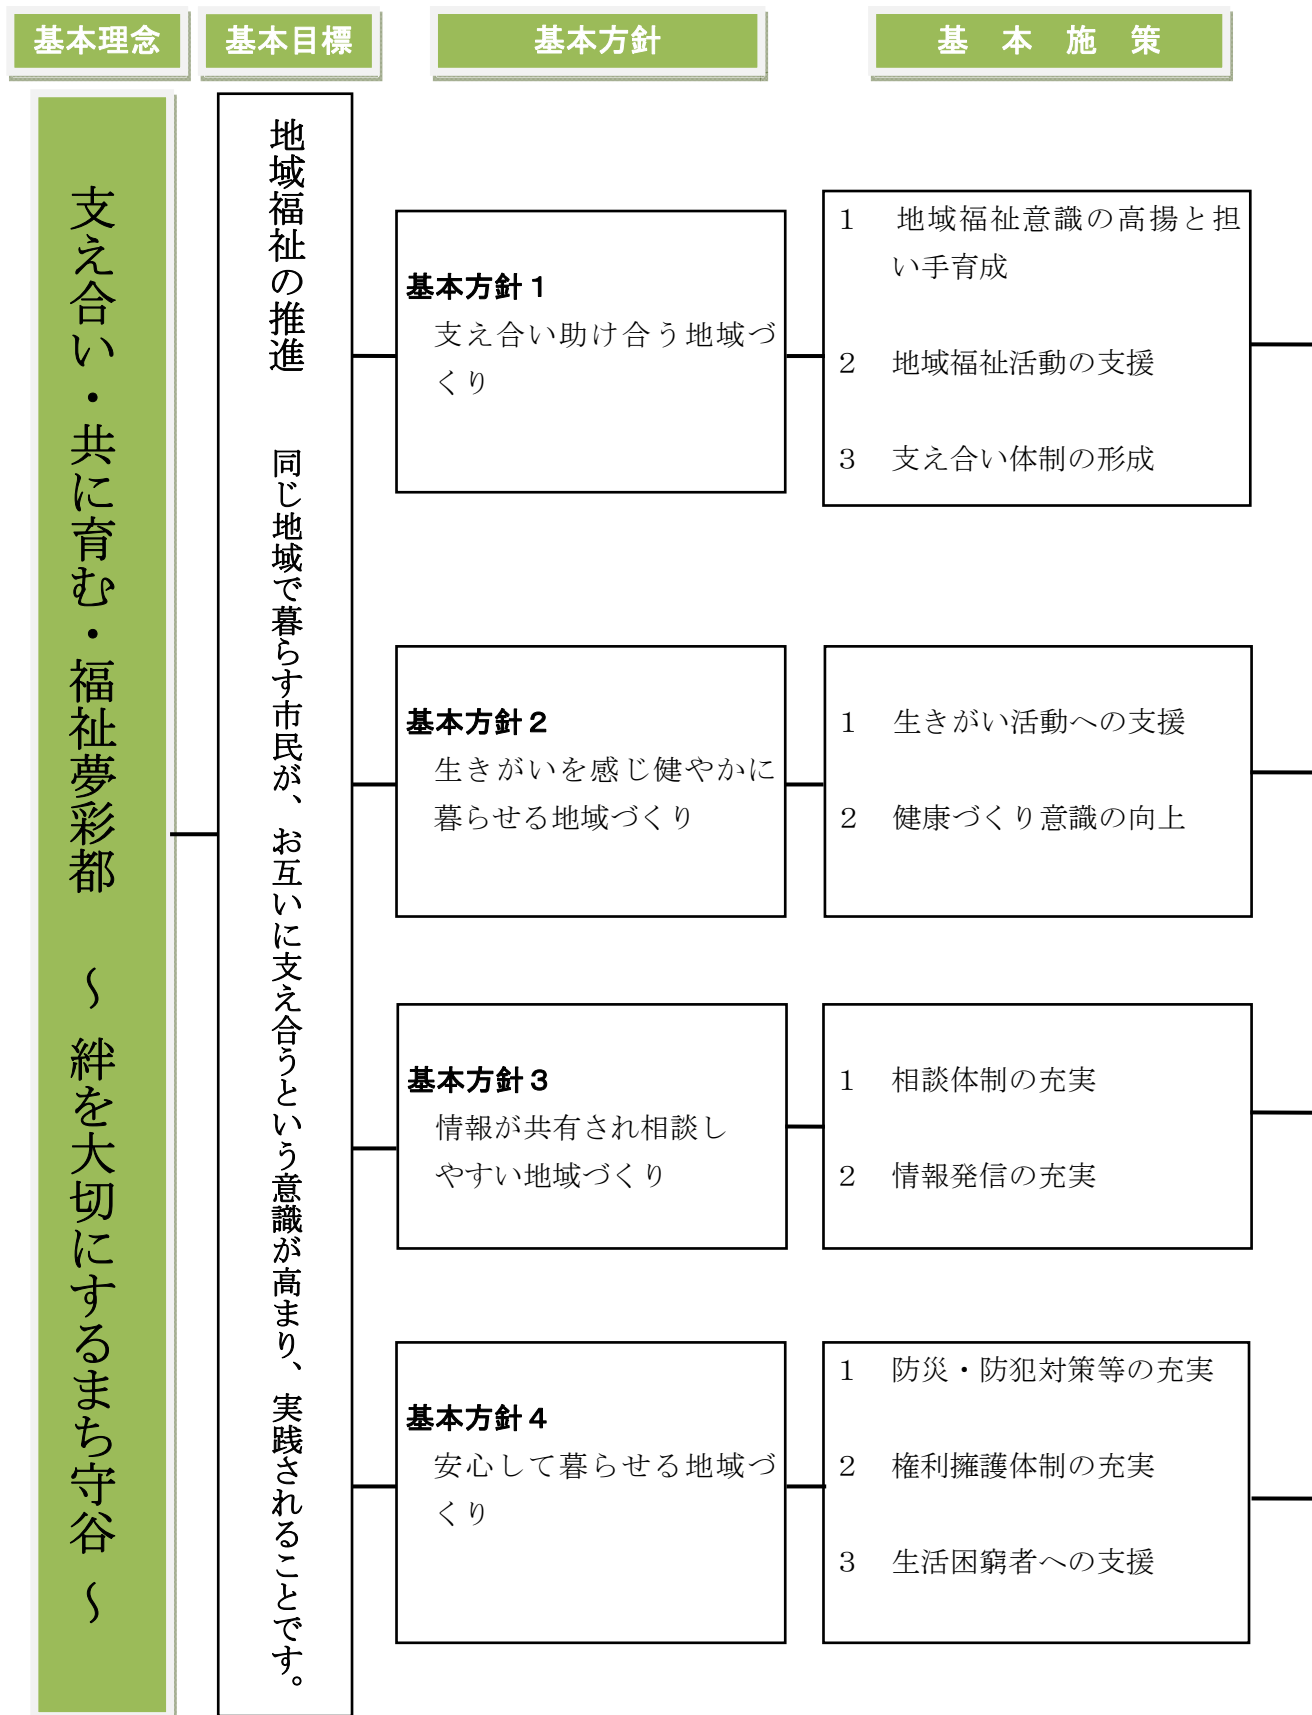 基本理念
基本目標
基本方針
基　本　施　策
支え合い・共に育む・福祉夢彩都　～　絆を大切にするまち守谷　～
地域福祉の推進　　同じ地域で暮らす市民が、お互いに支え合うという意識が高まり、実践されることです。
基本方針１
支え合い助け合う地域づ
くり
１　地域福祉意識の高揚と担
い手育成
２　地域福祉活動の支援
３　支え合い体制の形成
基本方針２
生きがいを感じ健やかに
暮らせる地域づくり
１　生きがい活動への支援
２　健康づくり意識の向上
基本方針３
情報が共有され相談し
やすい地域づくり
１　相談体制の充実
２　情報発信の充実
基本方針４
安心して暮らせる地域づ
くり
１　防災・防犯対策等の充実
２　権利擁護体制の充実
３　生活困窮者への支援